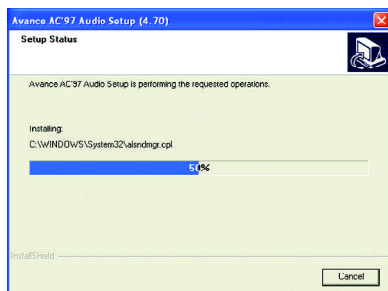 Avance AC'97 Audio Setup (4.70)
Setup Status
Avance AC'97 Audio Setup is performing the requested operations.
Installing:
C:\WINDOWS\System32\alsndmgr.cpl
50%
InstallShield
Cancel